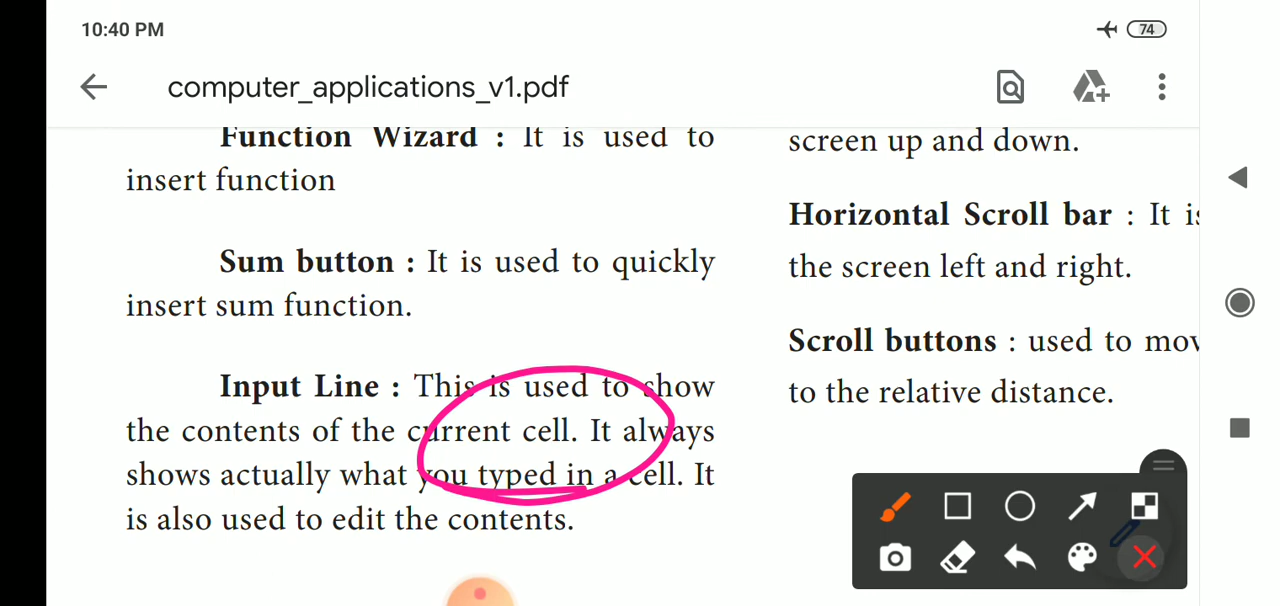 10:40 PM
74
computer_applications_v1.pdf
Function Wizard : It is used to
insert function
Sum button : It is used to quickly
insert sum function.
Input Line : This is used to show
the contents of the current cell. It always
shows actually what you typed in a cell. It
is also used to edit the contents.
screen up and down.
Horizontal Scroll bar : It is
the screen left and right.
Scroll buttons : used to mov
to the relative distance.